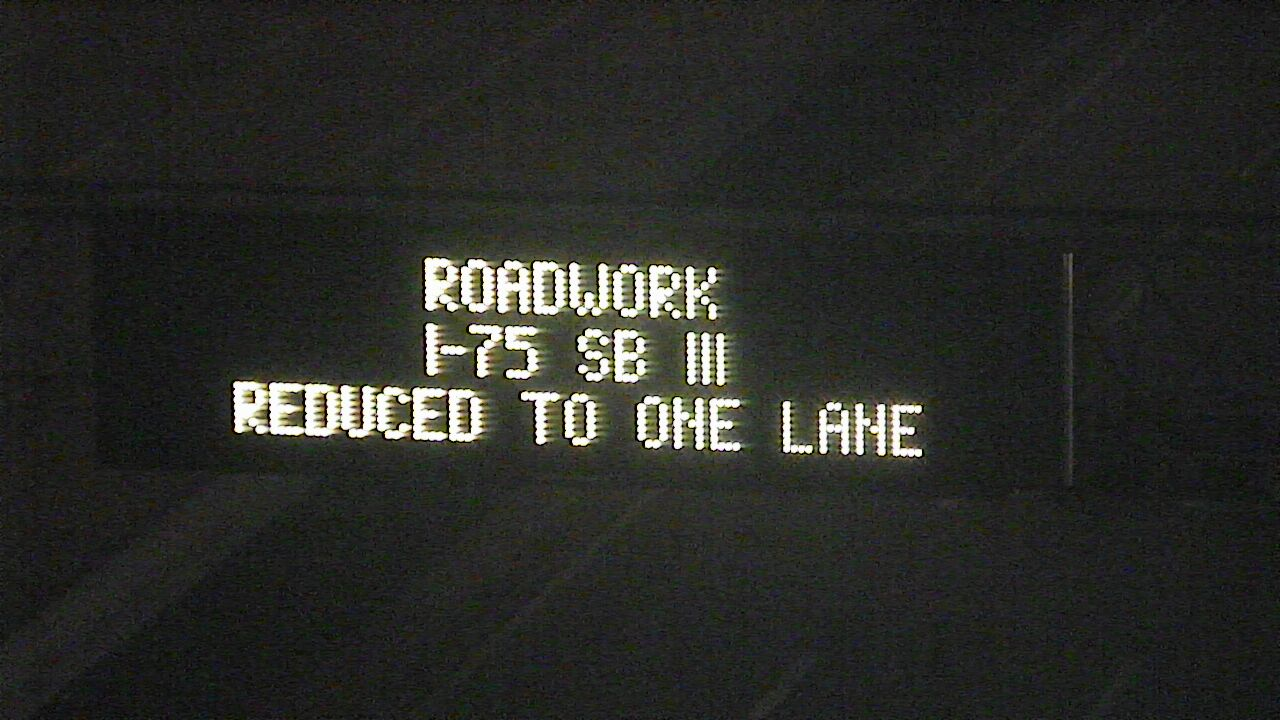 ROADWORK
I-75 SB III
REDUCED TO ONE LANE